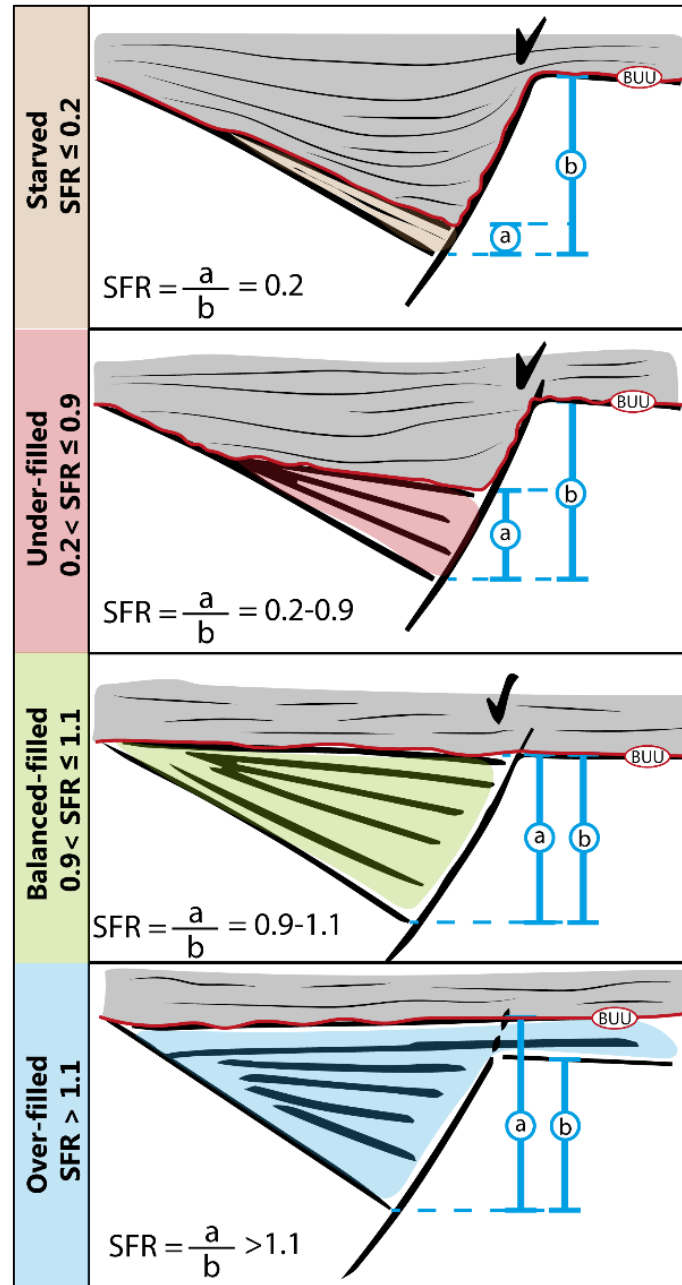 Starved
SFR ≤ 0.2
BUU
b
a
SFR = a/b = 0.2
Under-filled
0.2 < SFR ≤ 0.9
BUU
b
a
SFR = a/b = 0.2-0.9
Balanced-filled
0.9 < SFR ≤ 1.1
BUU
a
b
SFR = a/b = 0.9-1.1
Over-filled
SFR > 1.1
BUU
a
b
SFR = a/b >1.1